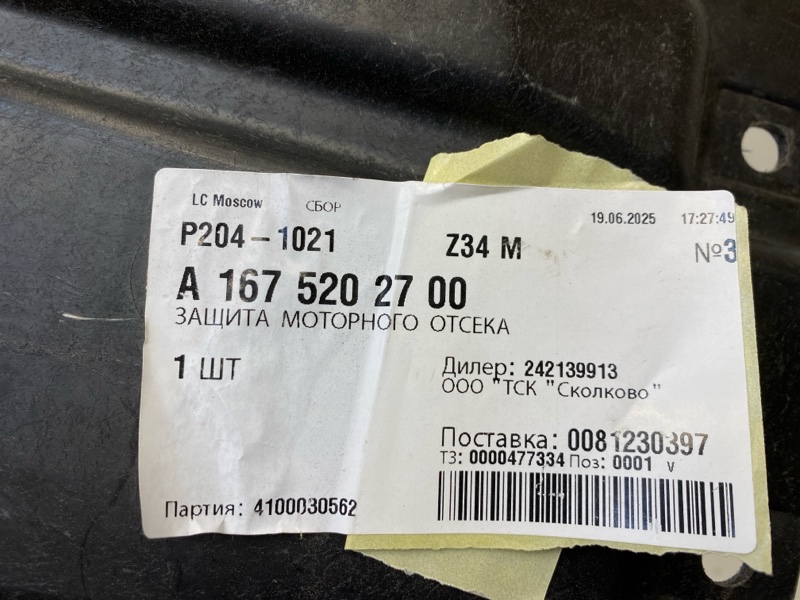 LC Moscow СБОР 19.06.2025 17:27:49
P204-1021 Z34 M №3
A 167 520 27 00
ЗАЩИТА МОТОРНОГО ОТСЕКА
1 ШТ
Дилер: 242139913
ООО "ТСК "Сколково"
Поставка: 0081230397
ТЗ: 0000477334 Поз: 0001 v
Партия: 4100030562